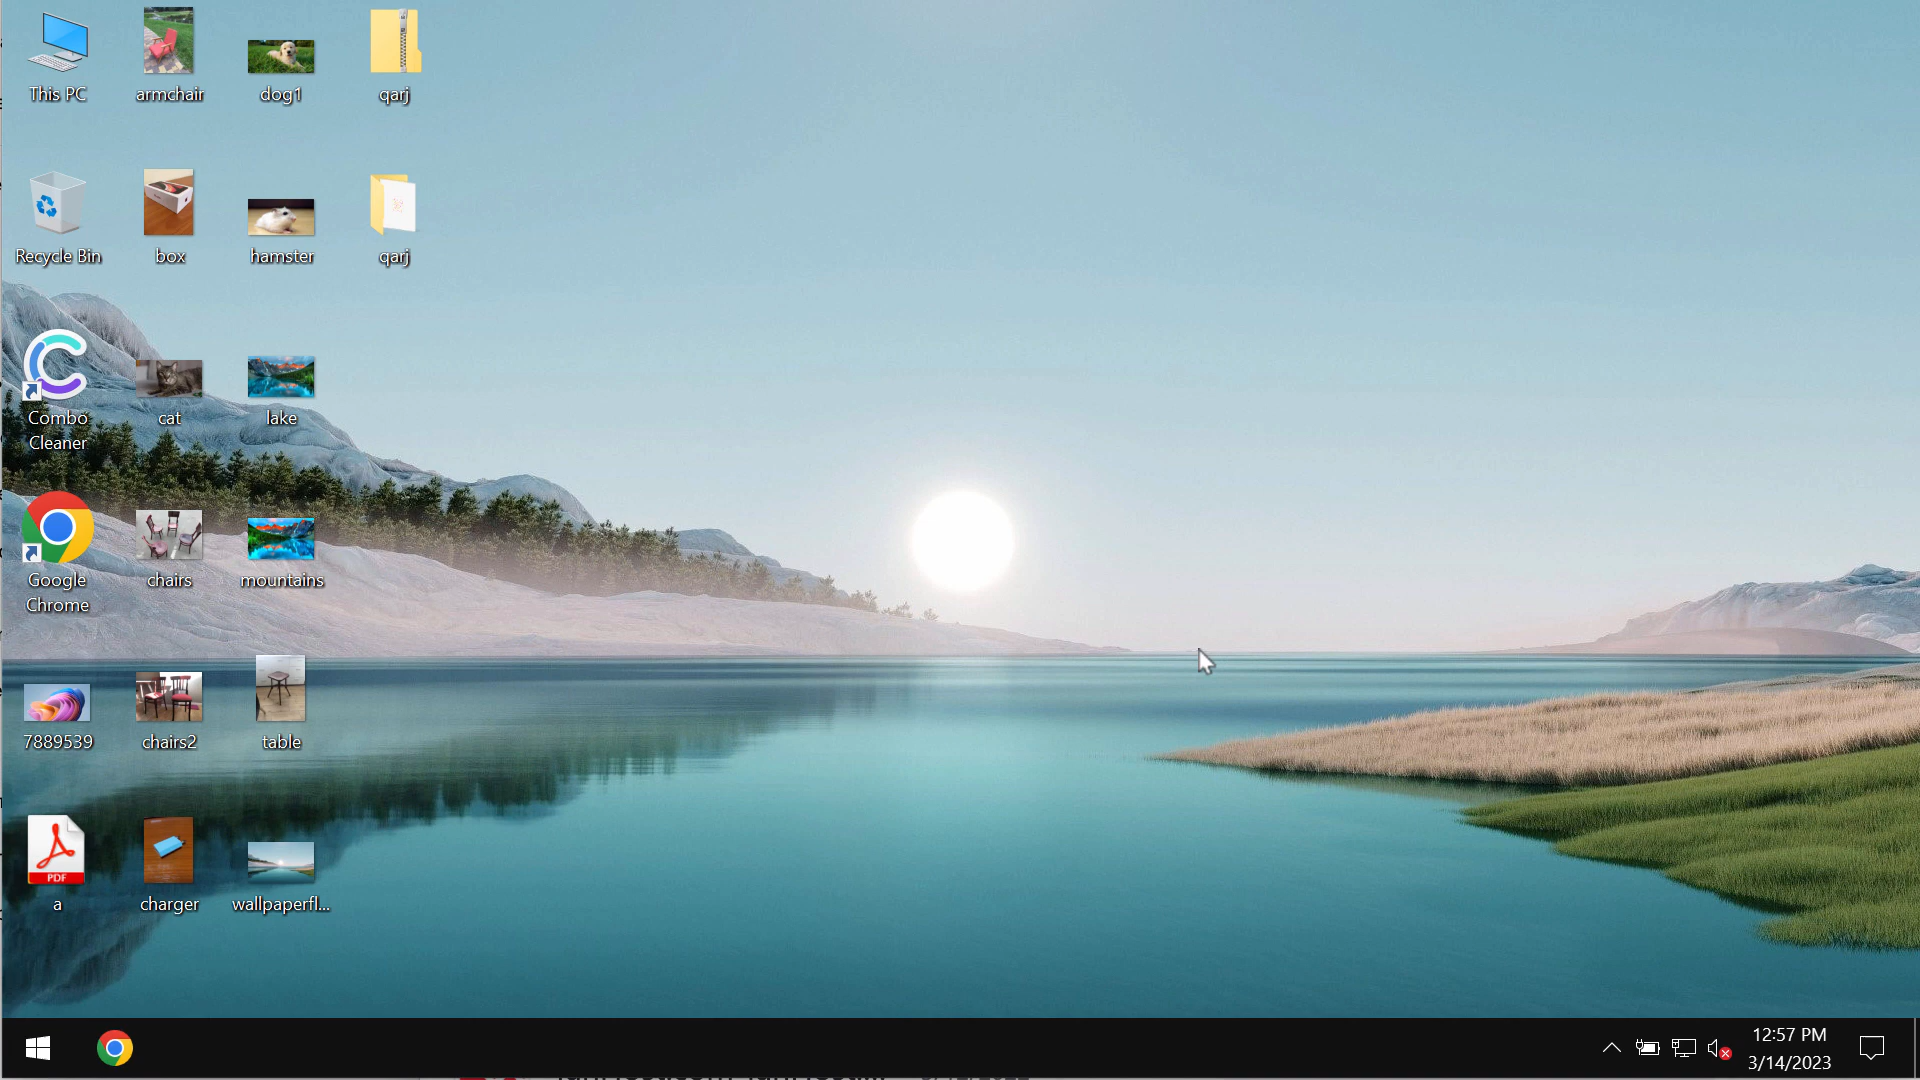 This PC
armchair
dog1
qarj
Recycle Bin
box
hamster
qarj
Combo
Cleaner
cat
lake
Google
Chrome
chairs
mountains
7889539
chairs2
table
PDF
a
charger
wallpaperfl...
12:57 PM
3/14/2023